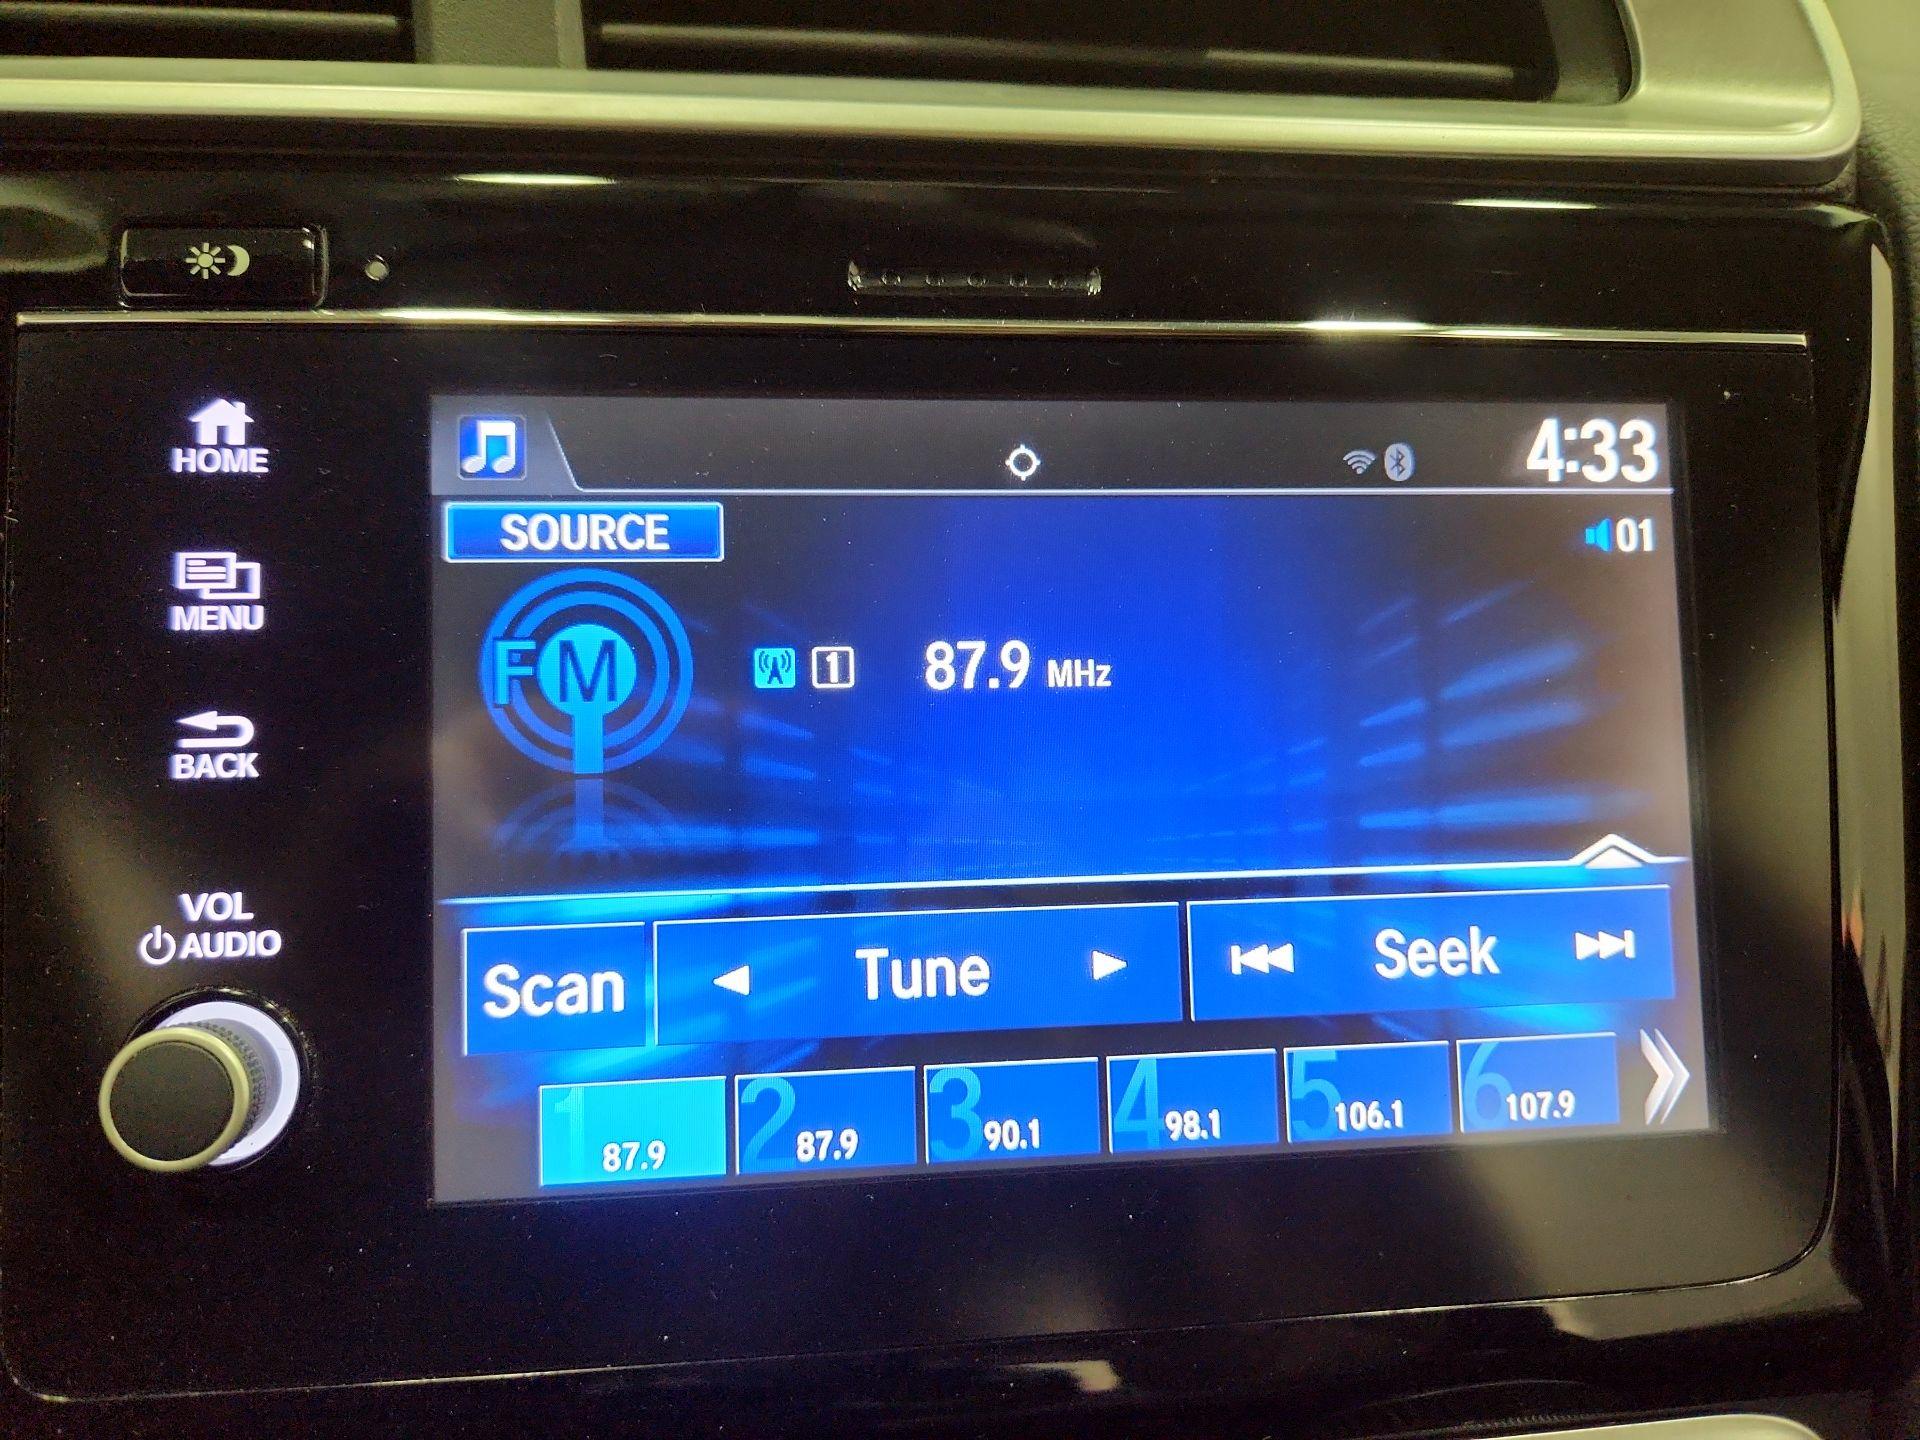 HOME
MENU
BACK
VOL
AUDIO
4:33
SOURCE
01
FM
1
87.9 MHz
Scan
Tune
Seek
1 87.9
2 87.9
3 90.1
4 98.1
5 106.1
6 107.9